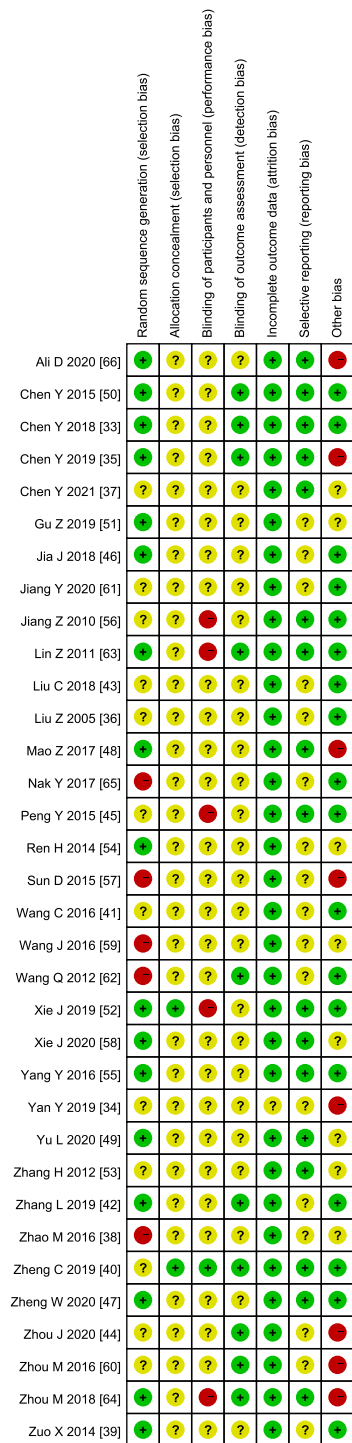 Random sequence generation (selection bias)
Allocation concealment (selection bias)
Blinding of participants and personnel (performance bias)
Blinding of outcome assessment (detection bias)
Incomplete outcome data (attrition bias)
Selective reporting (reporting bias)
Other bias
Ali D 2020 [66] + ? ? ? + + -
Chen Y 2015 [50] + ? ? + + + +
Chen Y 2018 [33] + ? ? + + + +
Chen Y 2019 [35] + ? ? + + + -
Chen Y 2021 [37] ? ? ? ? + + ?
Gu Z 2019 [51] + ? ? ? + ? ?
Jia J 2018 [46] + ? ? ? + ? +
Jiang Y 2020 [61] ? ? ? ? + ? +
Jiang Z 2010 [56] ? ? - ? + + +
Lin Z 2011 [63] + ? - + + + +
Liu C 2018 [43] ? ? ? ? + ? +
Liu Z 2005 [36] ? ? ? ? + ? +
Mao Z 2017 [48] + ? ? ? + + -
Nak Y 2017 [65] - ? ? ? + ? +
Peng Y 2015 [45] ? ? - ? + + +
Ren H 2014 [54] + ? ? ? + ? ?
Sun D 2015 [57] - ? ? ? + ? -
Wang C 2016 [41] ? ? ? ? + ? +
Wang J 2016 [59] - ? ? ? + ? ?
Wang Q 2012 [62] - ? ? + + ? +
Xie J 2019 [52] + + - ? + + +
Xie J 2020 [58] + ? ? ? + + ?
Yang Y 2016 [55] + ? ? ? + + +
Yan Y 2019 [34] ? ? ? ? ? ? -
Yu L 2020 [49] + ? ? ? + + ?
Zhang H 2012 [53] ? ? ? ? + + ?
Zhang L 2019 [42] + ? ? + + ? +
Zhao M 2016 [38] - ? ? ? + ? ?
Zheng C 2019 [40] ? + + + + + +
Zheng W 2020 [47] + ? ? ? + + +
Zhou J 2020 [44] ? ? ? + + ? -
Zhou M 2016 [60] ? ? ? + + ? -
Zhou M 2018 [64] + ? - + + + -
Zuo X 2014 [39] + ? ? ? + ? +